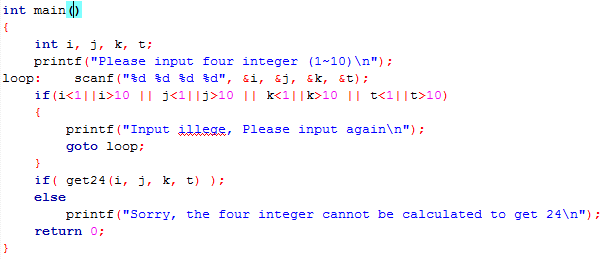 int main()
{
    int i, j, k, t;
    printf("Please input four integer (1~10)\n");
loop:    scanf("%d %d %d %d", &i, &j, &k, &t);
    if(i<1||i>10 || j<1||j>10 || k<1||k>10 || t<1||t>10)
    {
        printf("Input illege, Please input again\n");
        goto loop;
    }
    if( get24(i, j, k, t) );
    else
        printf("Sorry, the four integer cannot be calculated to get 24\n");
    return 0;
}